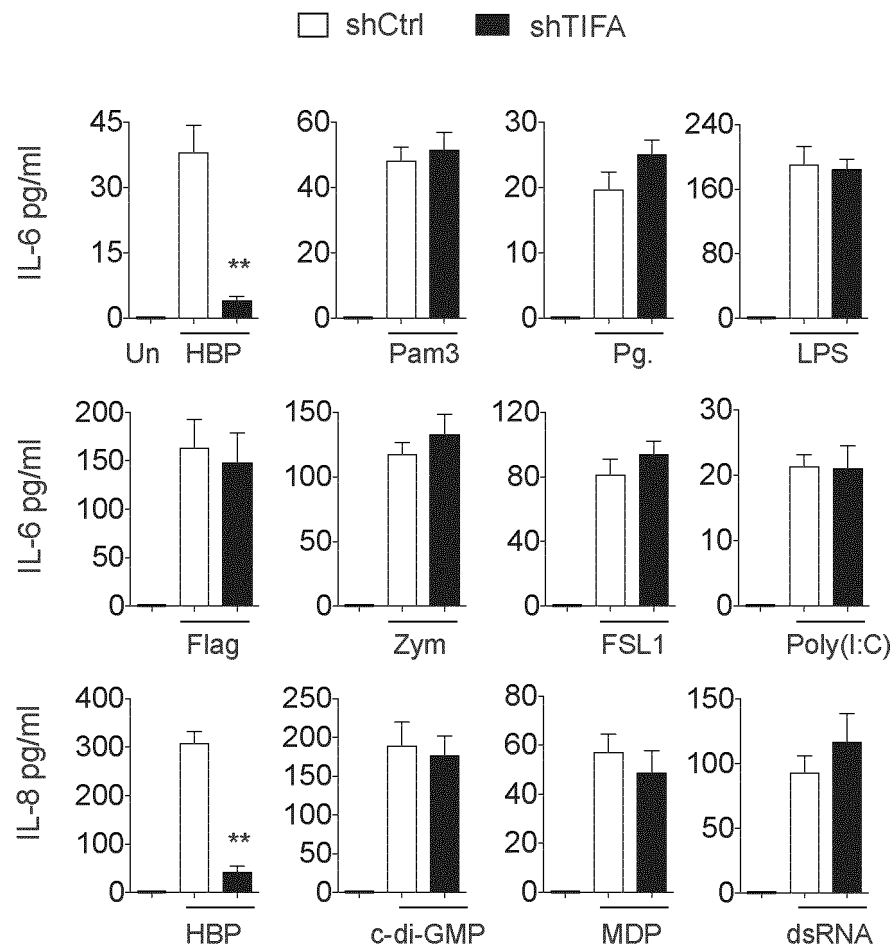 shCtrl shTIFA
IL-6 pg/ml
45 30 15 0
60 40 20 0
30 20 10 0
240 160 80 0
**
Un HBP Pam3 Pg. LPS
IL-6 pg/ml
200 150 100 50 0
150 100 50 0
120 80 40 0
30 20 10 0
Flag Zym FSL1 Poly(I:C)
IL-8 pg/ml
400 300 200 100 0
250 200 150 100 50 0
80 60 40 20 0
150 100 50 0
**
HBP c-di-GMP MDP dsRNA